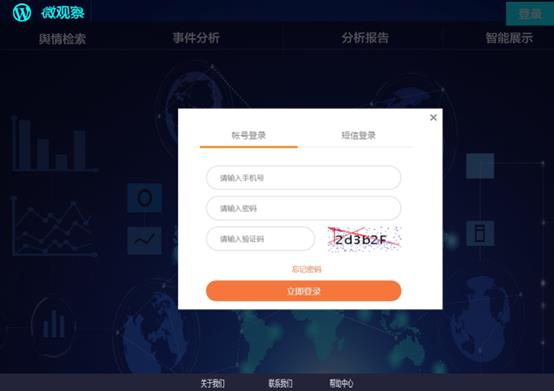 微观察
登录
舆情检索 事件分析 分析报告 智能展示
帐号登录 短信登录
请输入手机号
请输入密码
请输入验证码 2d3b2F
忘记密码
立即登录
关于我们 联系我们 帮助中心